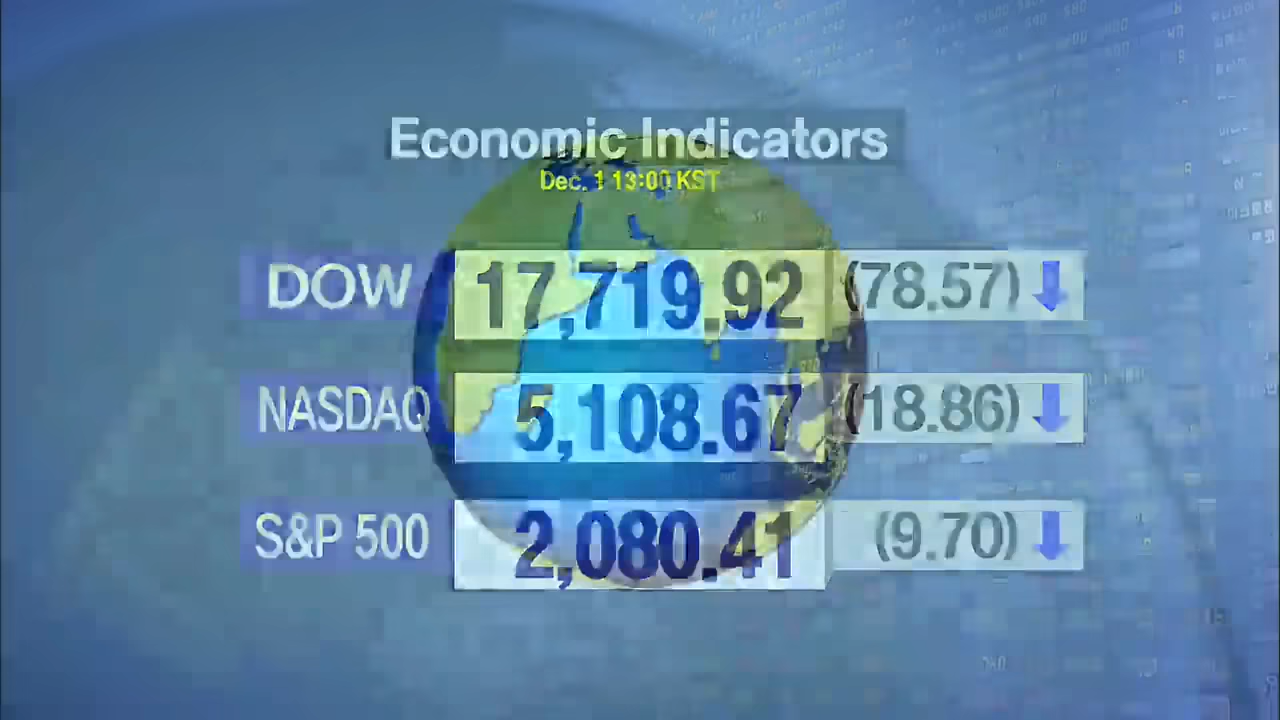 Economic Indicators
Dec. 1 13:00 KST
DOW 17,719.92 (78.57)
NASDAQ 5,108.67 (18.86)
S&P 500 2,080.41 (9.70)